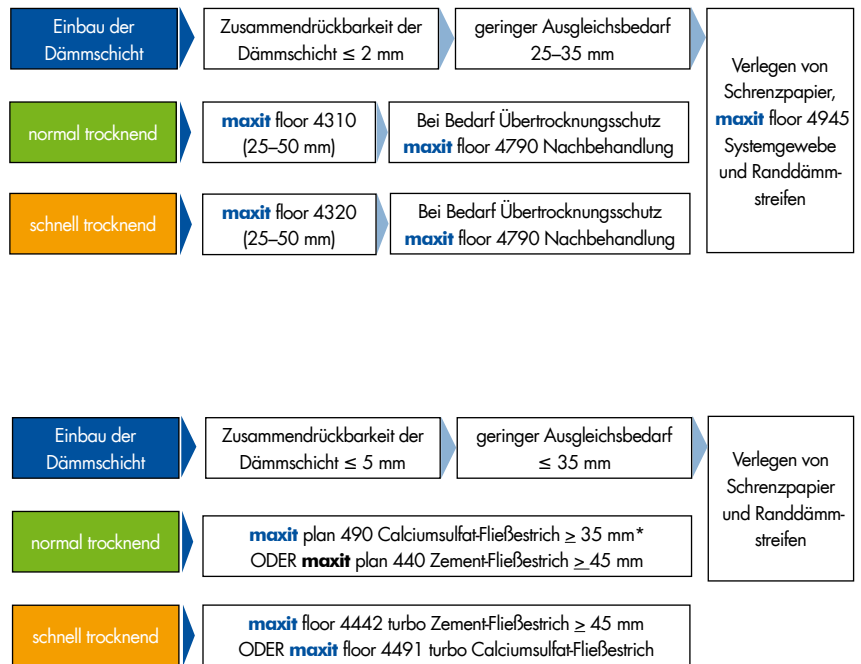 Einbau der
Dämmschicht
Zusammendrückbarkeit der
Dämmschicht ≤ 2 mm
geringer Ausgleichsbedarf
25–35 mm
Verlegen von
Schrenzpapier,
maxit floor 4945
Systemgewebe
und Randdämm-
streifen
normal trocknend
maxit floor 4310
(25–50 mm)
Bei Bedarf Übertrocknungsschutz
maxit floor 4790 Nachbehandlung
schnell trocknend
maxit floor 4320
(25–50 mm)
Bei Bedarf Übertrocknungsschutz
maxit floor 4790 Nachbehandlung
Einbau der
Dämmschicht
Zusammendrückbarkeit der
Dämmschicht ≤ 5 mm
geringer Ausgleichsbedarf
≤ 35 mm
Verlegen von
Schrenzpapier
und Randdämm-
streifen
normal trocknend
maxit plan 490 Calciumsulfat-Fließestrich ≥ 35 mm*
ODER maxit plan 440 Zement-Fließestrich ≥ 45 mm
schnell trocknend
maxit floor 4442 turbo Zement-Fließestrich ≥ 45 mm
ODER maxit floor 4491 turbo Calciumsulfat-Fließestrich